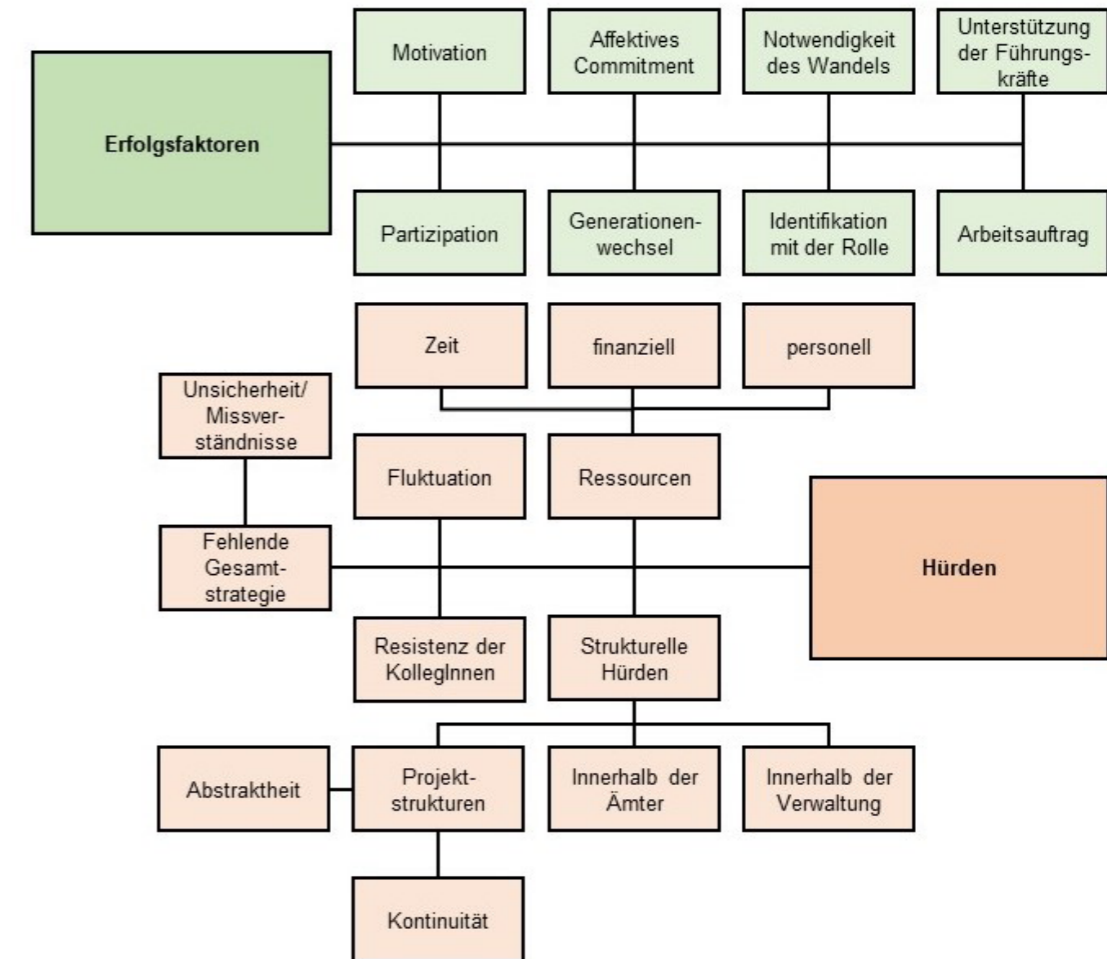 Motivation
Affektives
Commitment
Notwendigkeit
des Wandels
Unterstützung
der Führungs-
kräfte
Erfolgsfaktoren
Partizipation
Generationen-
wechsel
Identifikation
mit der Rolle
Arbeitsauftrag
Zeit
finanziell
personell
Unsicherheit/
Missver-
ständnisse
Fluktuation
Ressourcen
Fehlende
Gesamt-
strategie
Hürden
Resistenz der
KollegInnen
Strukturelle
Hürden
Abstraktheit
Projekt-
strukturen
Innerhalb der
Ämter
Innerhalb der
Verwaltung
Kontinuität